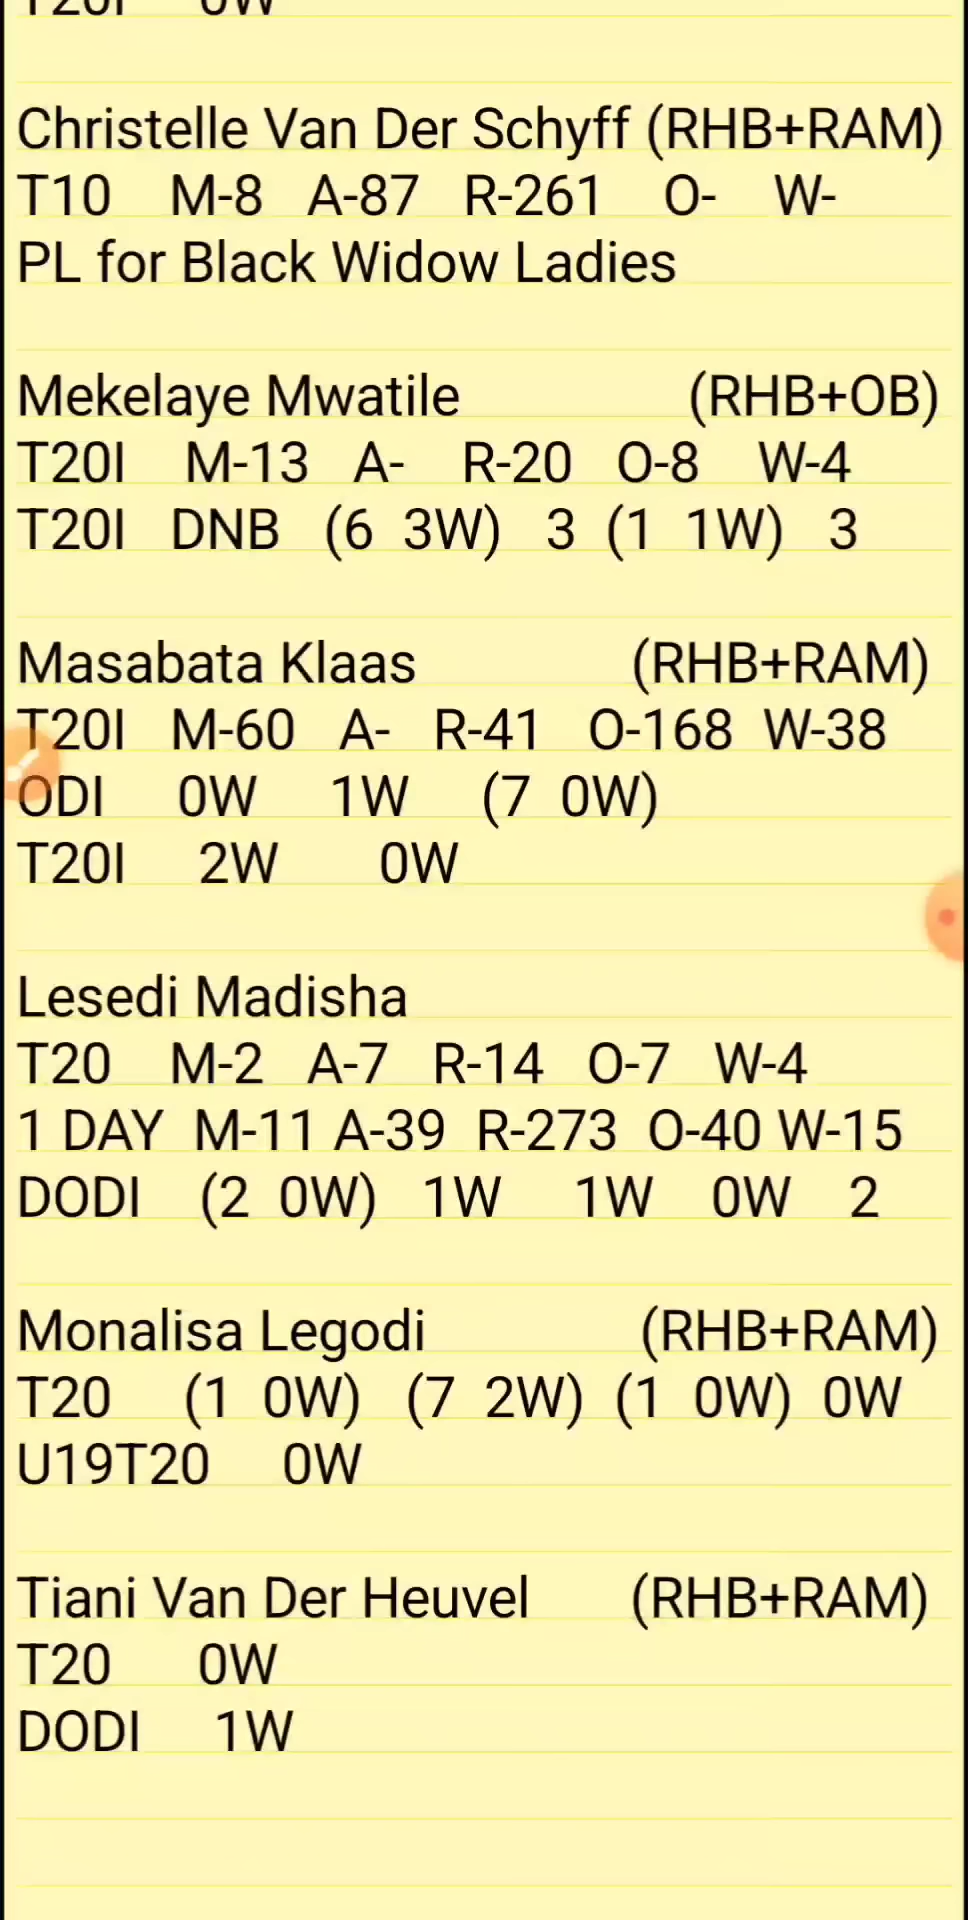 T20I 0W
Christelle Van Der Schyff (RHB+RAM)
T10 M-8 A-87 R-261 O- W-
PL for Black Widow Ladies
Mekelaye Mwatile (RHB+OB)
T20I M-13 A- R-20 O-8 W-4
T20I DNB (6 3W) 3 (1 1W) 3
Masabata Klaas (RHB+RAM)
T20I M-60 A- R-41 O-168 W-38
ODI 0W 1W (7 0W)
T20I 2W 0W
Lesedi Madisha
T20 M-2 A-7 R-14 O-7 W-4
1 DAY M-11 A-39 R-273 O-40 W-15
DODI (2 0W) 1W 1W 0W 2
Monalisa Legodi (RHB+RAM)
T20 (1 0W) (7 2W) (1 0W) 0W
U19T20 0W
Tiani Van Der Heuvel (RHB+RAM)
T20 0W
DODI 1W